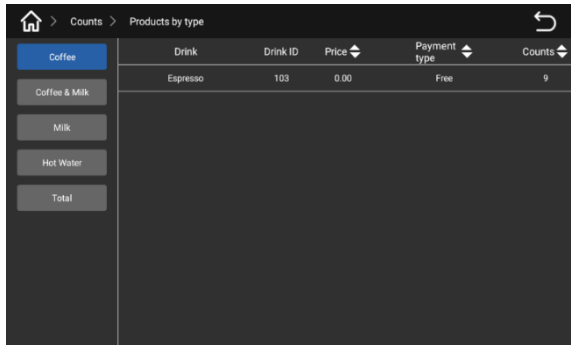 > Counts > Products by type
Coffee
Coffee & Milk
Milk
Hot Water
Total
Drink Drink ID Price Payment type Counts
Espresso 103 0.00 Free 9